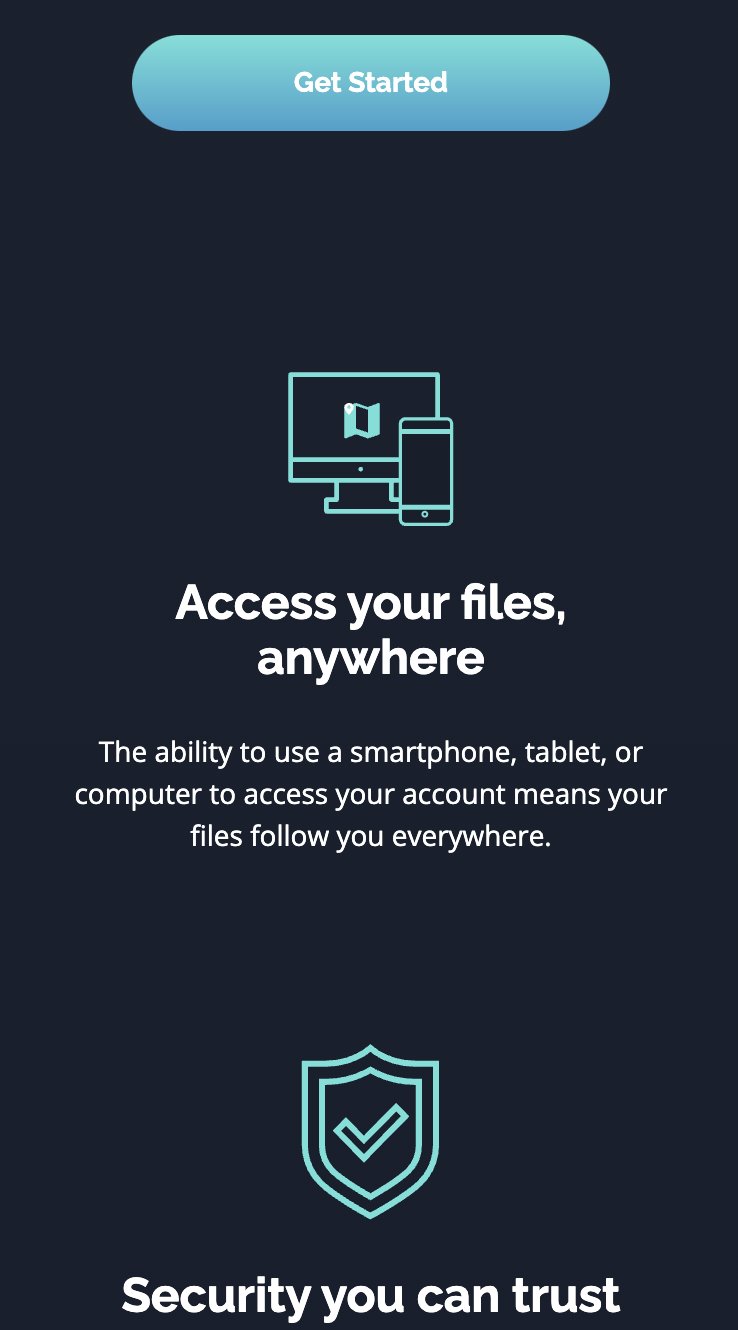 Get Started
Access your files,
anywhere
The ability to use a smartphone, tablet, or
computer to access your account means your
files follow you everywhere.
Security you can trust